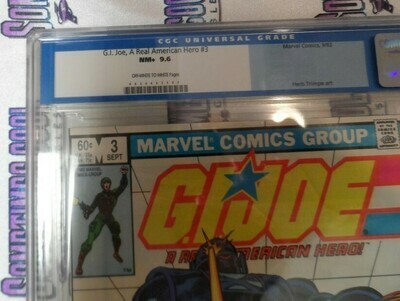 CGC UNIVERSAL GRADE
G.I. Joe, A Real American Hero #3
Marvel Comics, 9/82
NM+ 9.6
OFF-WHITE TO WHITE Pages
Herb Trimpe art
60¢
3
SEPT
MARVEL COMICS GROUP
G.I. JOE
A REAL AMERICAN HERO!